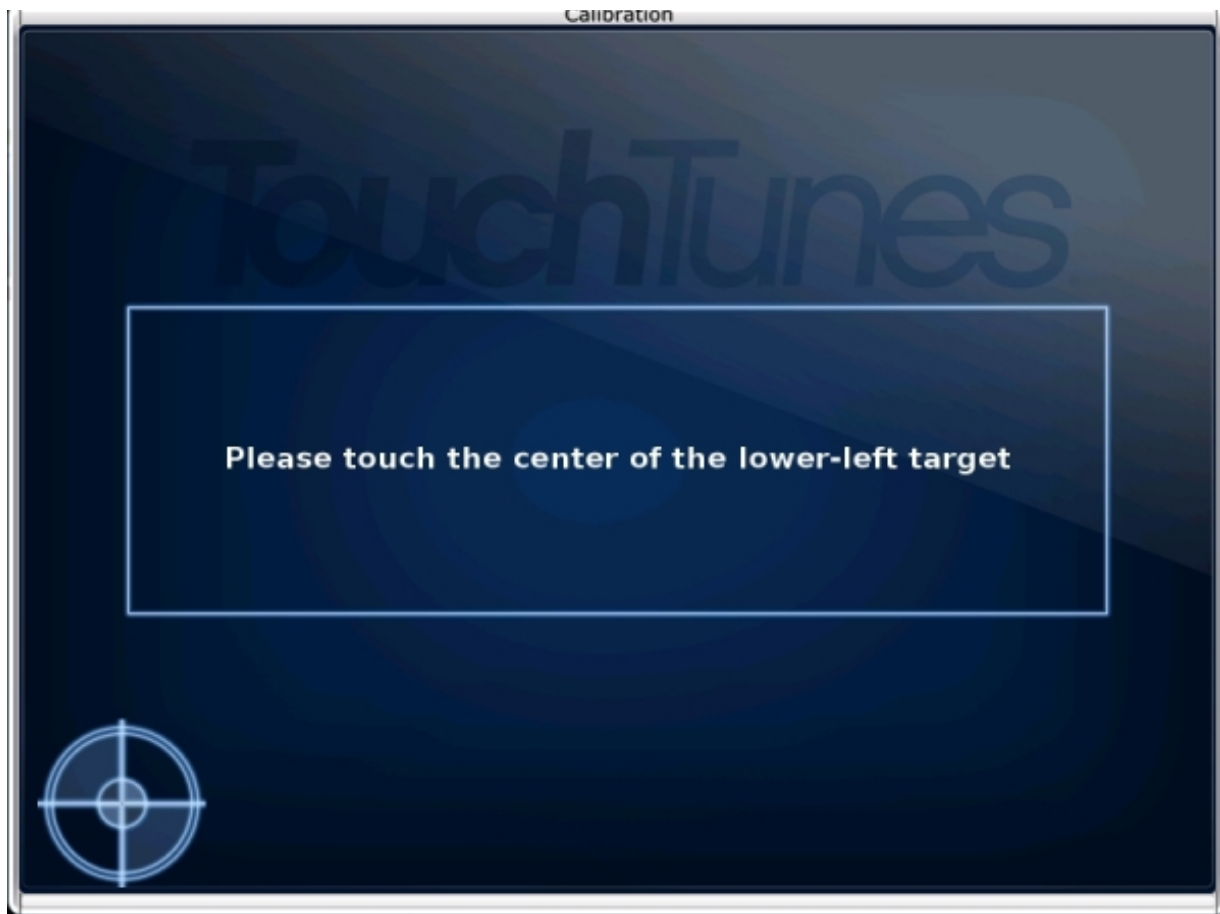 Calibration
TouchTunes
Please touch the center of the lower-left target